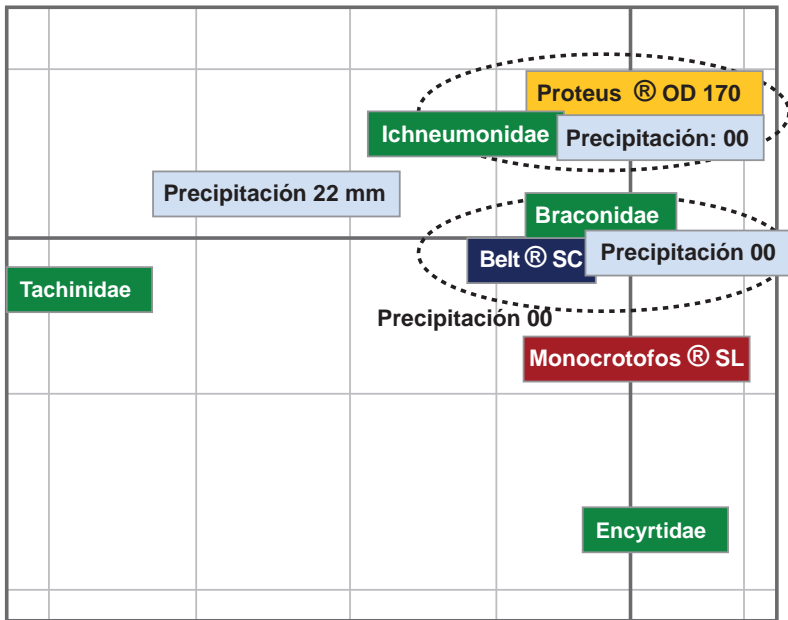 Proteus ® OD 170
Ichneumonidae
Precipitación: 00
Precipitación 22 mm
Braconidae
Belt ® SC
Precipitación 00
Tachinidae
Precipitación 00
Monocrotofos ® SL
Encyrtidae